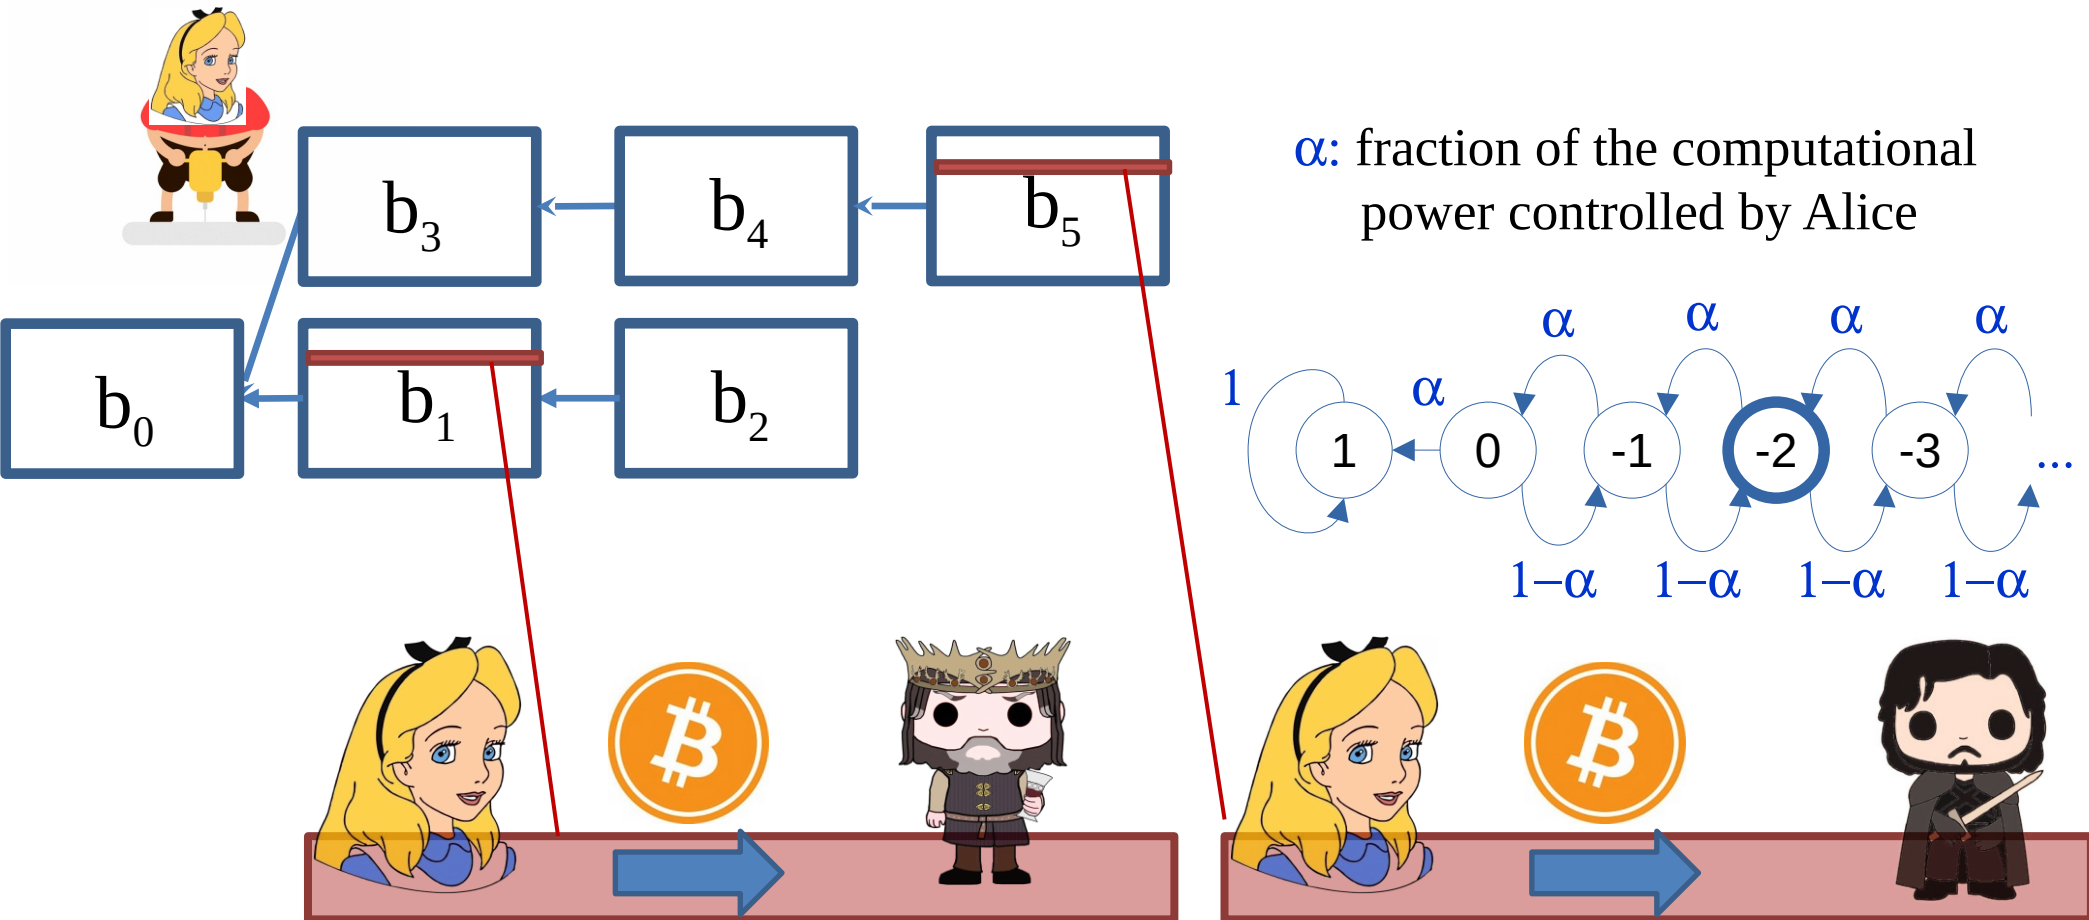 b3
b4
b5
α: fraction of the computational
power controlled by Alice
b0
b1
b2
α
α
α
α
1
α
1
0
-1
-2
-3
...
1−α
1−α
1−α
1−α